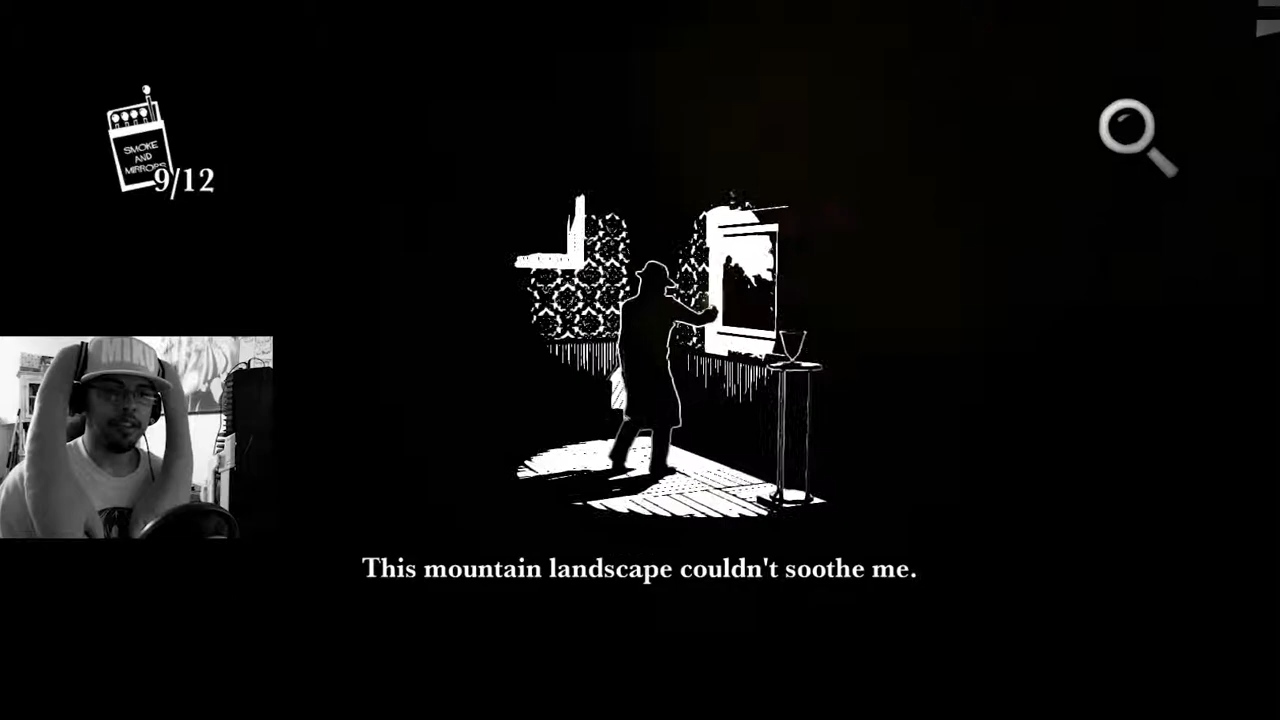 SMOKE
AND
MIRRORS
9/12
This mountain landscape couldn't soothe me.